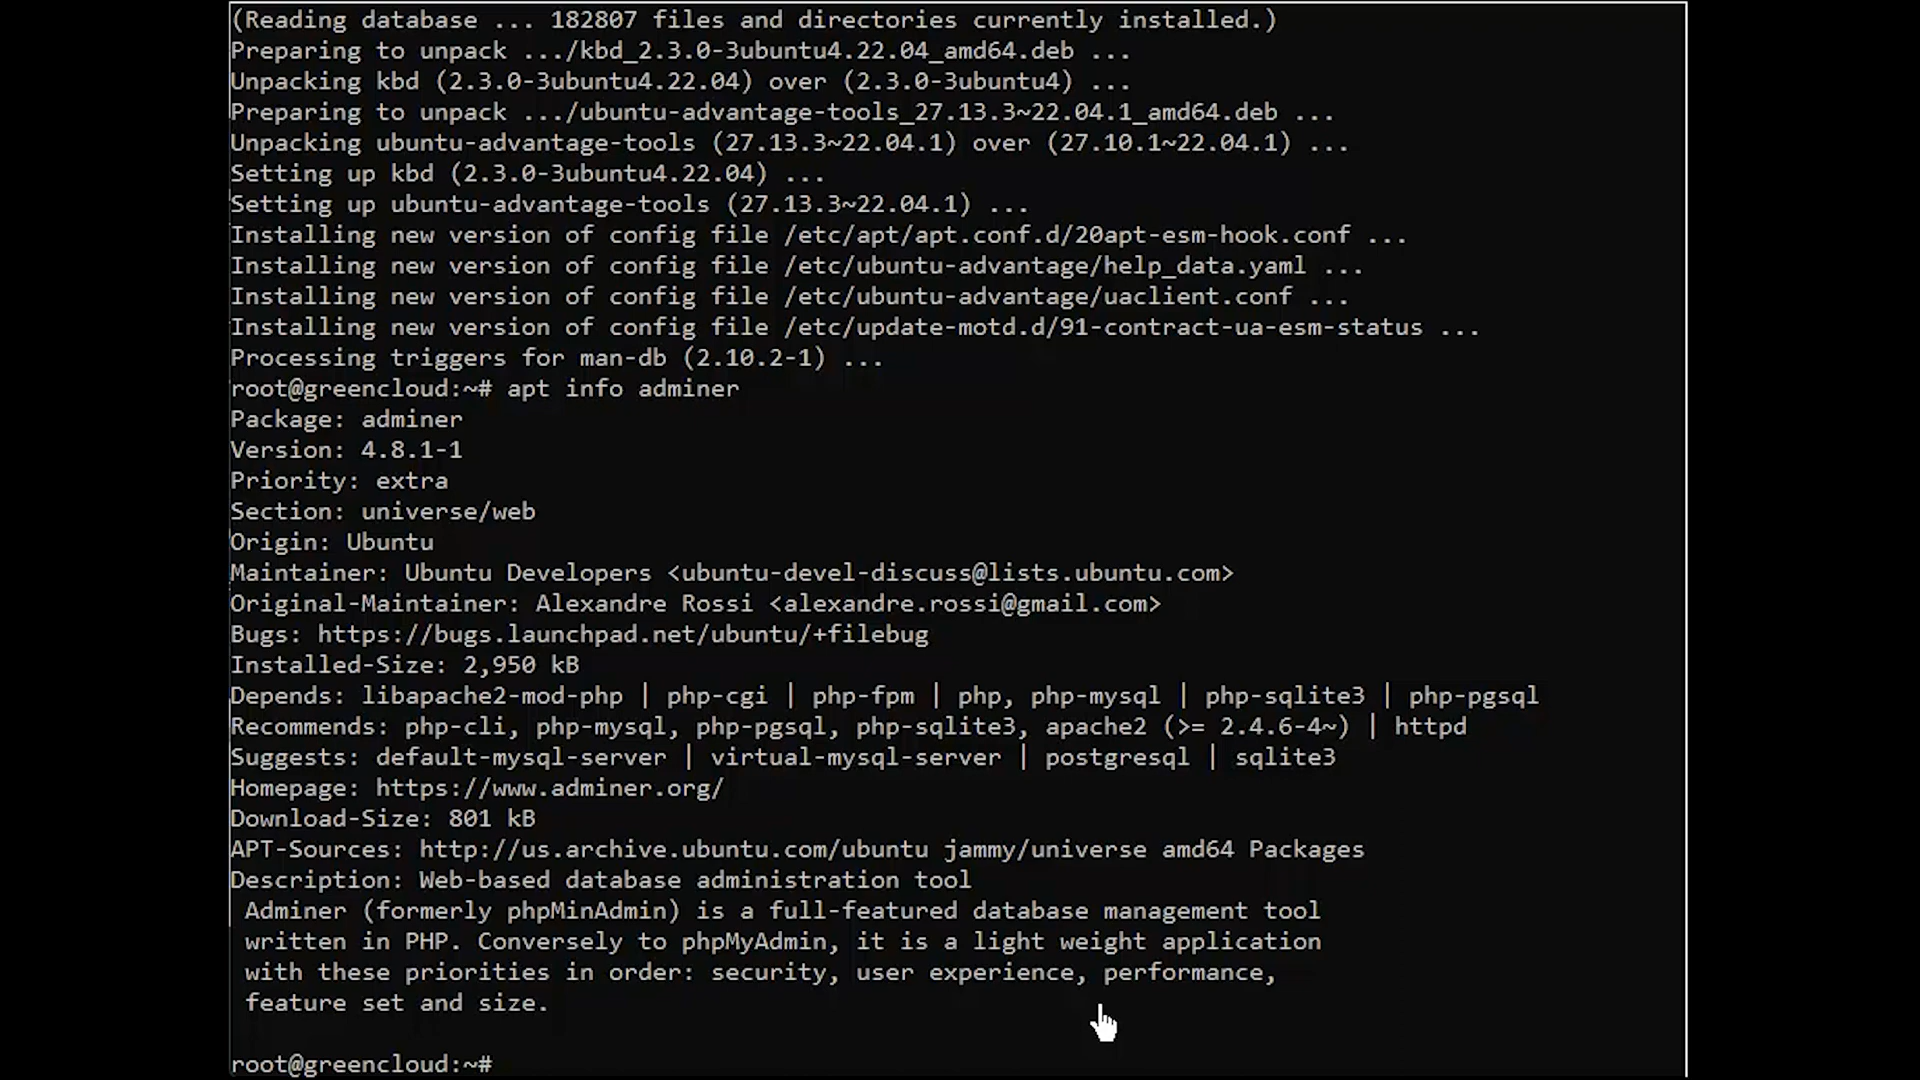 (Reading database ... 182807 files and directories currently installed.)
Preparing to unpack .../kbd_2.3.0-3ubuntu4.22.04_amd64.deb ...
Unpacking kbd (2.3.0-3ubuntu4.22.04) over (2.3.0-3ubuntu4) ...
Preparing to unpack .../ubuntu-advantage-tools_27.13.3~22.04.1_amd64.deb ...
Unpacking ubuntu-advantage-tools (27.13.3~22.04.1) over (27.10.1~22.04.1) ...
Setting up kbd (2.3.0-3ubuntu4.22.04) ...
Setting up ubuntu-advantage-tools (27.13.3~22.04.1) ...
Installing new version of config file /etc/apt/apt.conf.d/20apt-esm-hook.conf ...
Installing new version of config file /etc/ubuntu-advantage/help_data.yaml ...
Installing new version of config file /etc/ubuntu-advantage/uaclient.conf ...
Installing new version of config file /etc/update-motd.d/91-contract-ua-esm-status ...
Processing triggers for man-db (2.10.2-1) ...
root@greencloud:~# apt info adminer
Package: adminer
Version: 4.8.1-1
Priority: extra
Section: universe/web
Origin: Ubuntu
Maintainer: Ubuntu Developers <ubuntu-devel-discuss@lists.ubuntu.com>
Original-Maintainer: Alexandre Rossi <alexandre.rossi@gmail.com>
Bugs: https://bugs.launchpad.net/ubuntu/+filebug
Installed-Size: 2,950 kB
Depends: libapache2-mod-php | php-cgi | php-fpm | php, php-mysql | php-sqlite3 | php-pgsql
Recommends: php-cli, php-mysql, php-pgsql, php-sqlite3, apache2 (>= 2.4.6-4~) | httpd
Suggests: default-mysql-server | virtual-mysql-server | postgresql | sqlite3
Homepage: https://www.adminer.org/
Download-Size: 801 kB
APT-Sources: http://us.archive.ubuntu.com/ubuntu jammy/universe amd64 Packages
Description: Web-based database administration tool
 Adminer (formerly phpMinAdmin) is a full-featured database management tool
 written in PHP. Conversely to phpMyAdmin, it is a light weight application
 with these priorities in order: security, user experience, performance,
 feature set and size.
root@greencloud:~#